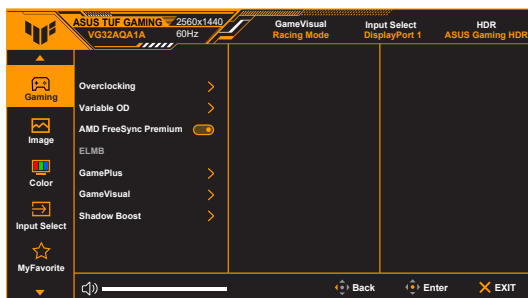 ASUS TUF GAMING 2560x1440
VG32AQA1A 60Hz
GameVisual
Racing Mode
Input Select
DisplayPort 1
HDR
ASUS Gaming HDR
Gaming
Image
Color
Input Select
MyFavorite
Overclocking
Variable OD
AMD FreeSync Premium
ELMB
GamePlus
GameVisual
Shadow Boost
Back
Enter
EXIT